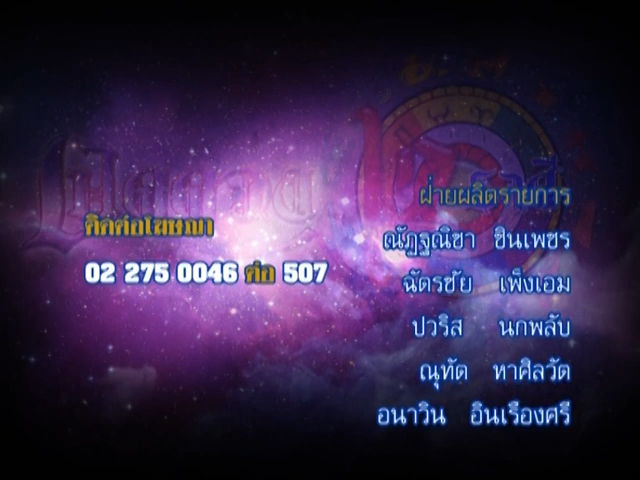 ติดต่อโฆษณา
02 275 0046 ต่อ 507
ฝ่ายผลิตรายการ
ณัฏฐณิชา ชินเพชร
ฉัตรชัย เพ็งเอม
ปวริส นกพลับ
ณุทัต หาศิลวัต
อนาวิน อินเรืองศรี